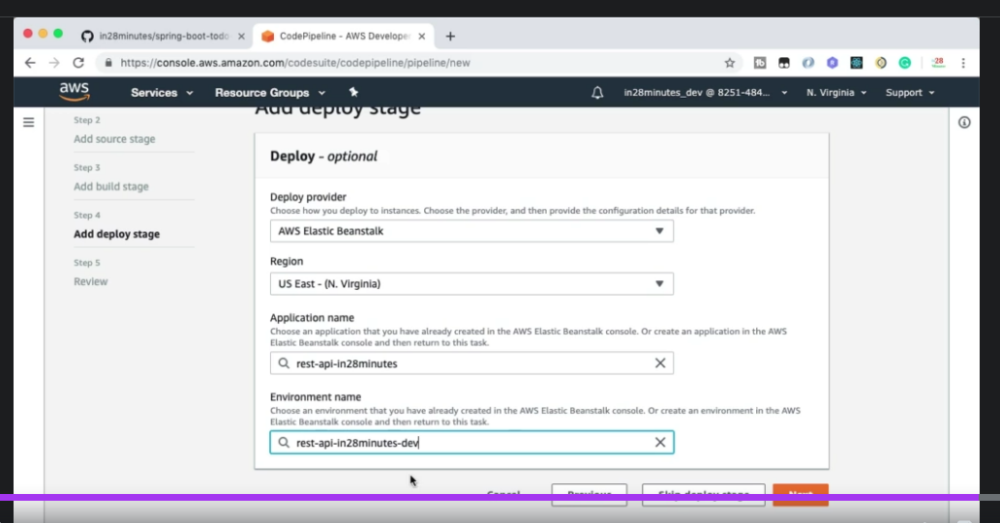 in28minutes/spring-boot-todo
CodePipeline - AWS Developer
https://console.aws.amazon.com/codesuite/codepipeline/pipeline/new
28
aws
Services
Resource Groups
in28minutes_dev @ 8251-484...
N. Virginia
Support
Add deploy stage
Step 2
Add source stage
Step 3
Add build stage
Step 4
Add deploy stage
Step 5
Review
Deploy - optional
Deploy provider
Choose how you deploy to instances. Choose the provider, and then provide the configuration details for that provider.
AWS Elastic Beanstalk
Region
US East - (N. Virginia)
Application name
Choose an application that you have already created in the AWS Elastic Beanstalk console. Or create an application in the AWS
Elastic Beanstalk console and then return to this task.
rest-api-in28minutes
Environment name
Choose an environment that you have already created in the AWS Elastic Beanstalk console. Or create an environment in the AWS
Elastic Beanstalk console and then return to this task.
rest-api-in28minutes-dev
Cancel
Previous
Skip deploy stage
Next